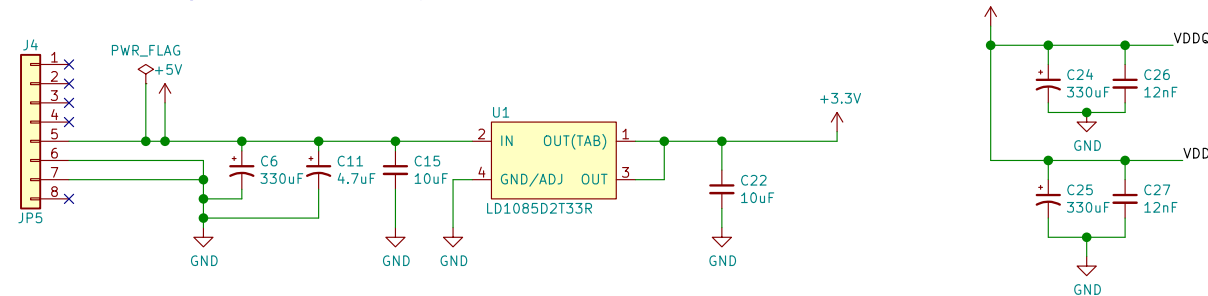 J4
1
2
3
4
5
6
7
8
JP5
PWR_FLAG
+5V
C6
330uF
C11
4.7uF
C15
10uF
GND
GND
GND
U1
2 IN OUT(TAB) 1
4 GND/ADJ OUT 3
LD1085D2T33R
+3.3V
C22
10uF
GND
VDDQ
C24
330uF
C26
12nF
GND
VDD
C25
330uF
C27
12nF
GND